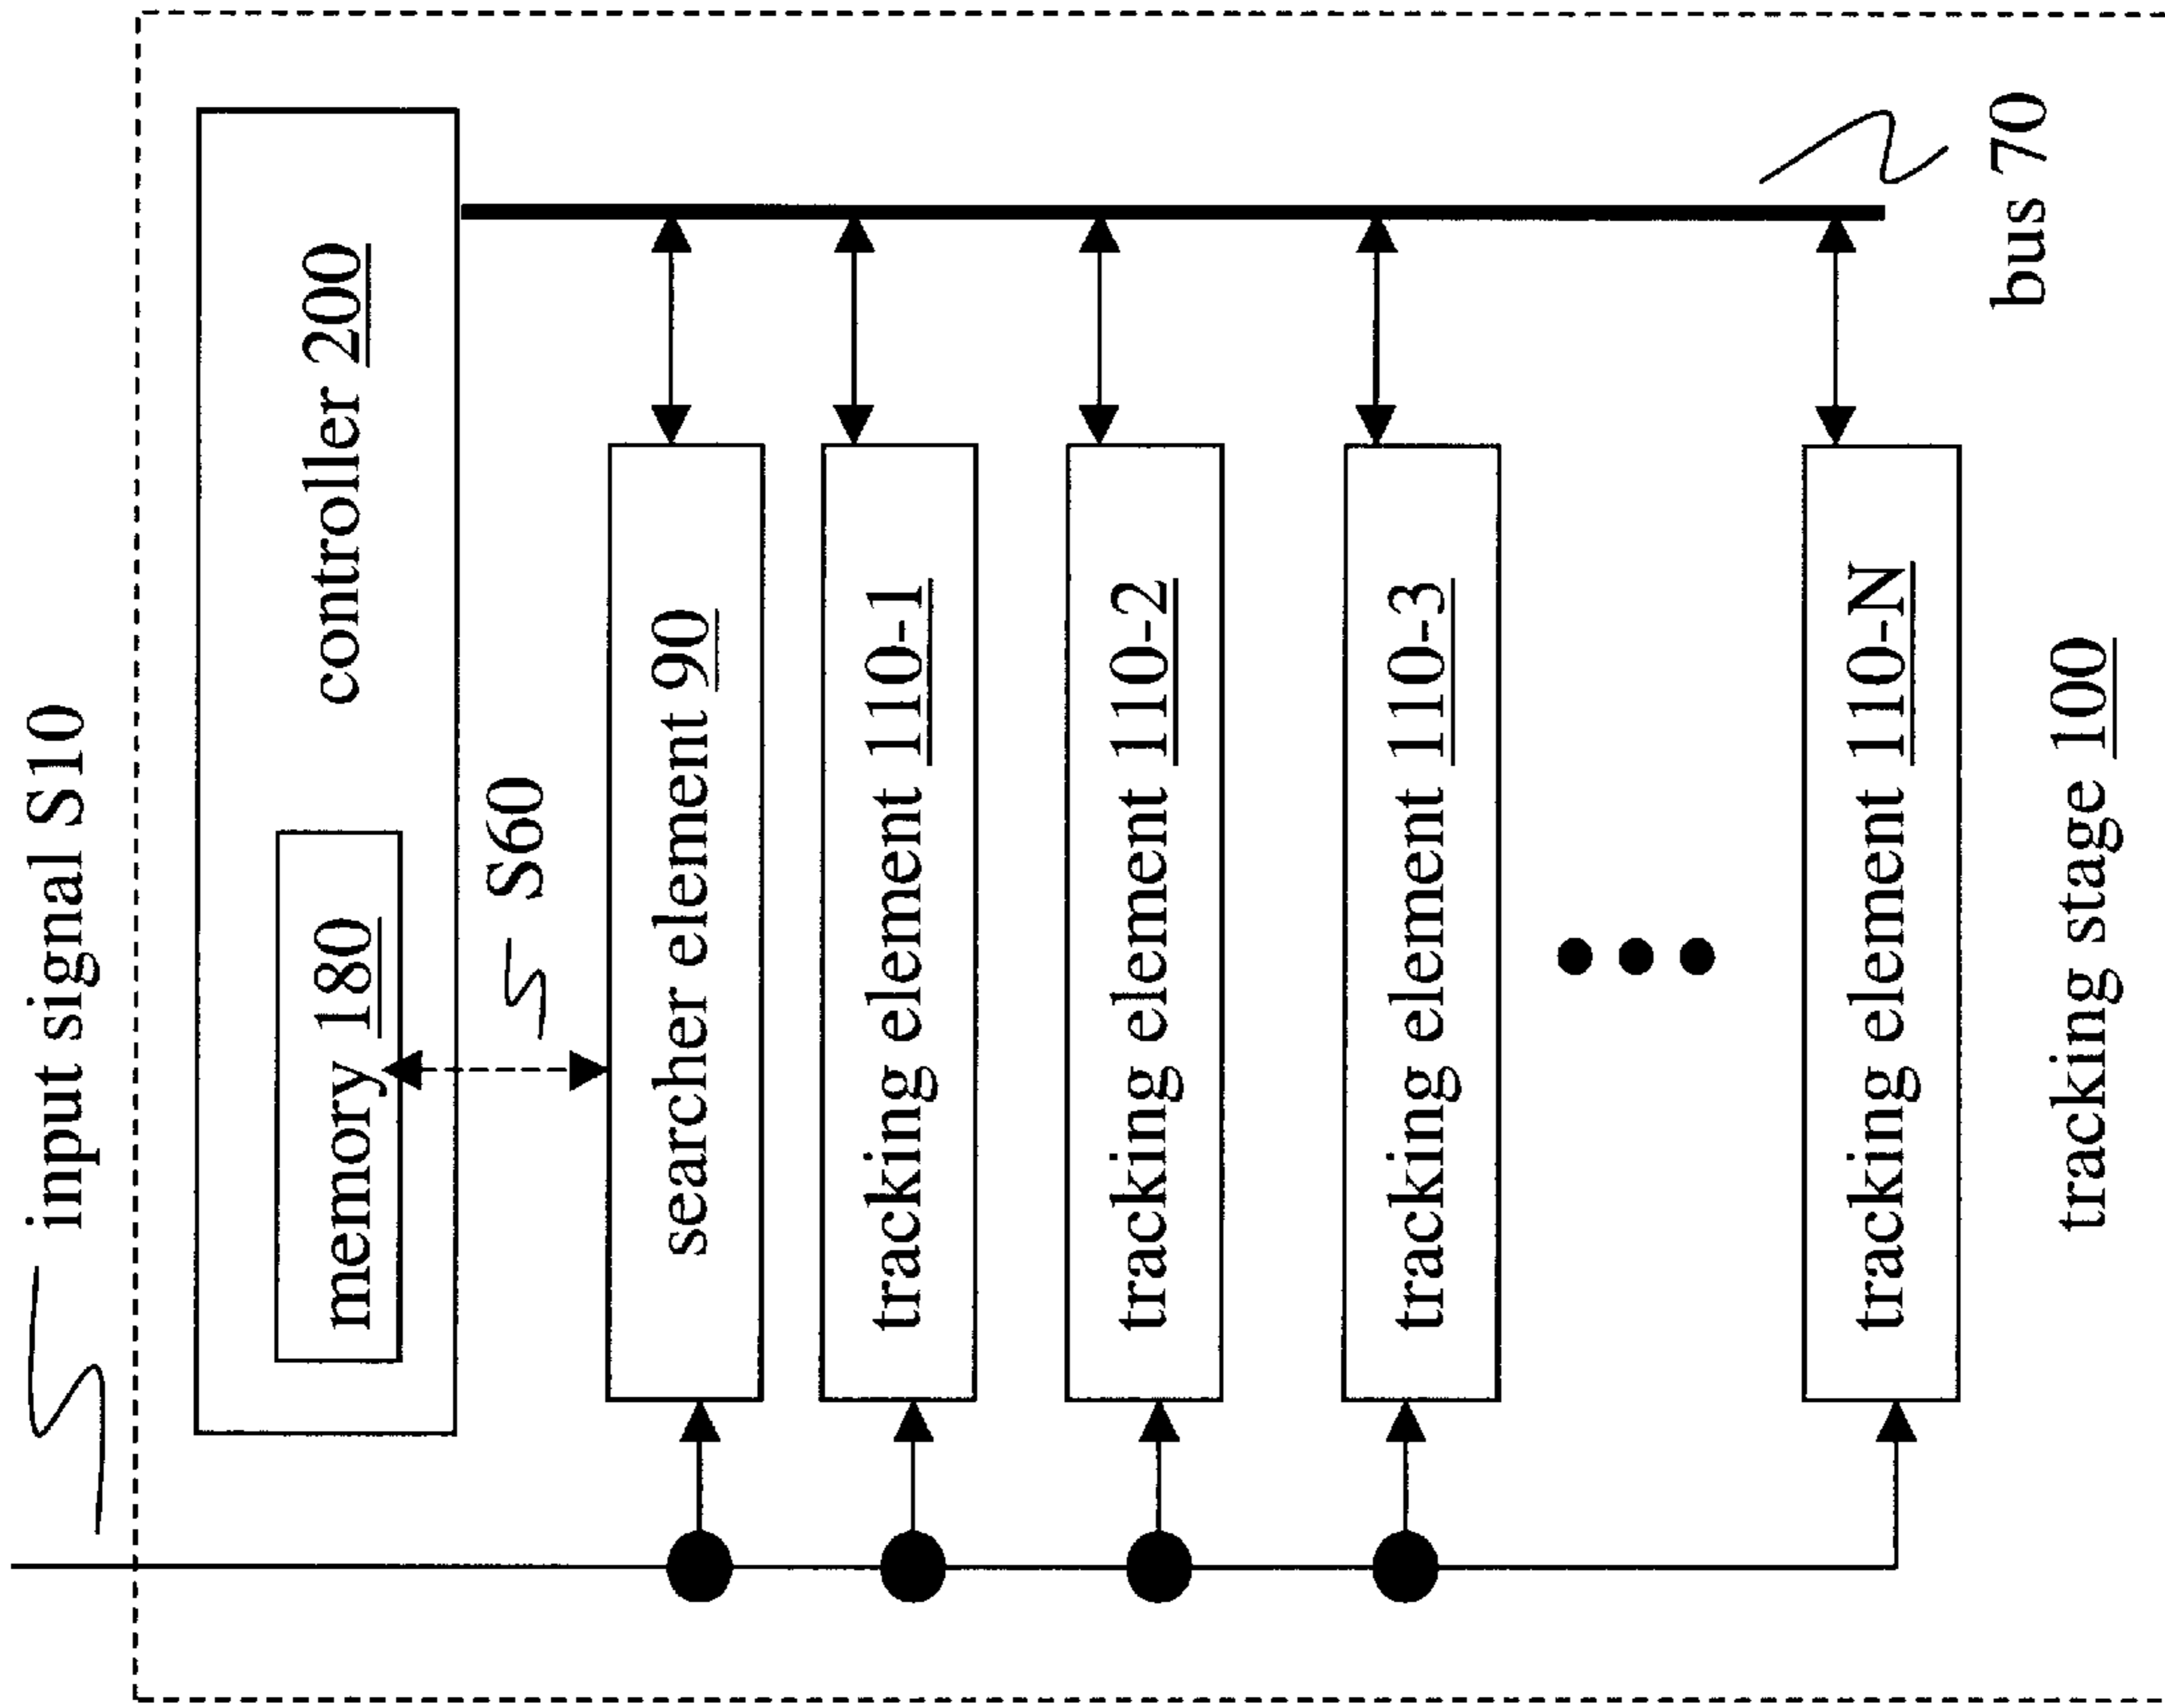 input signal S10
controller 200
memory 180
S60
searcher element 90
tracking element 110-1
tracking element 110-2
tracking element 110-3
tracking element 110-N
bus 70
tracking stage 100